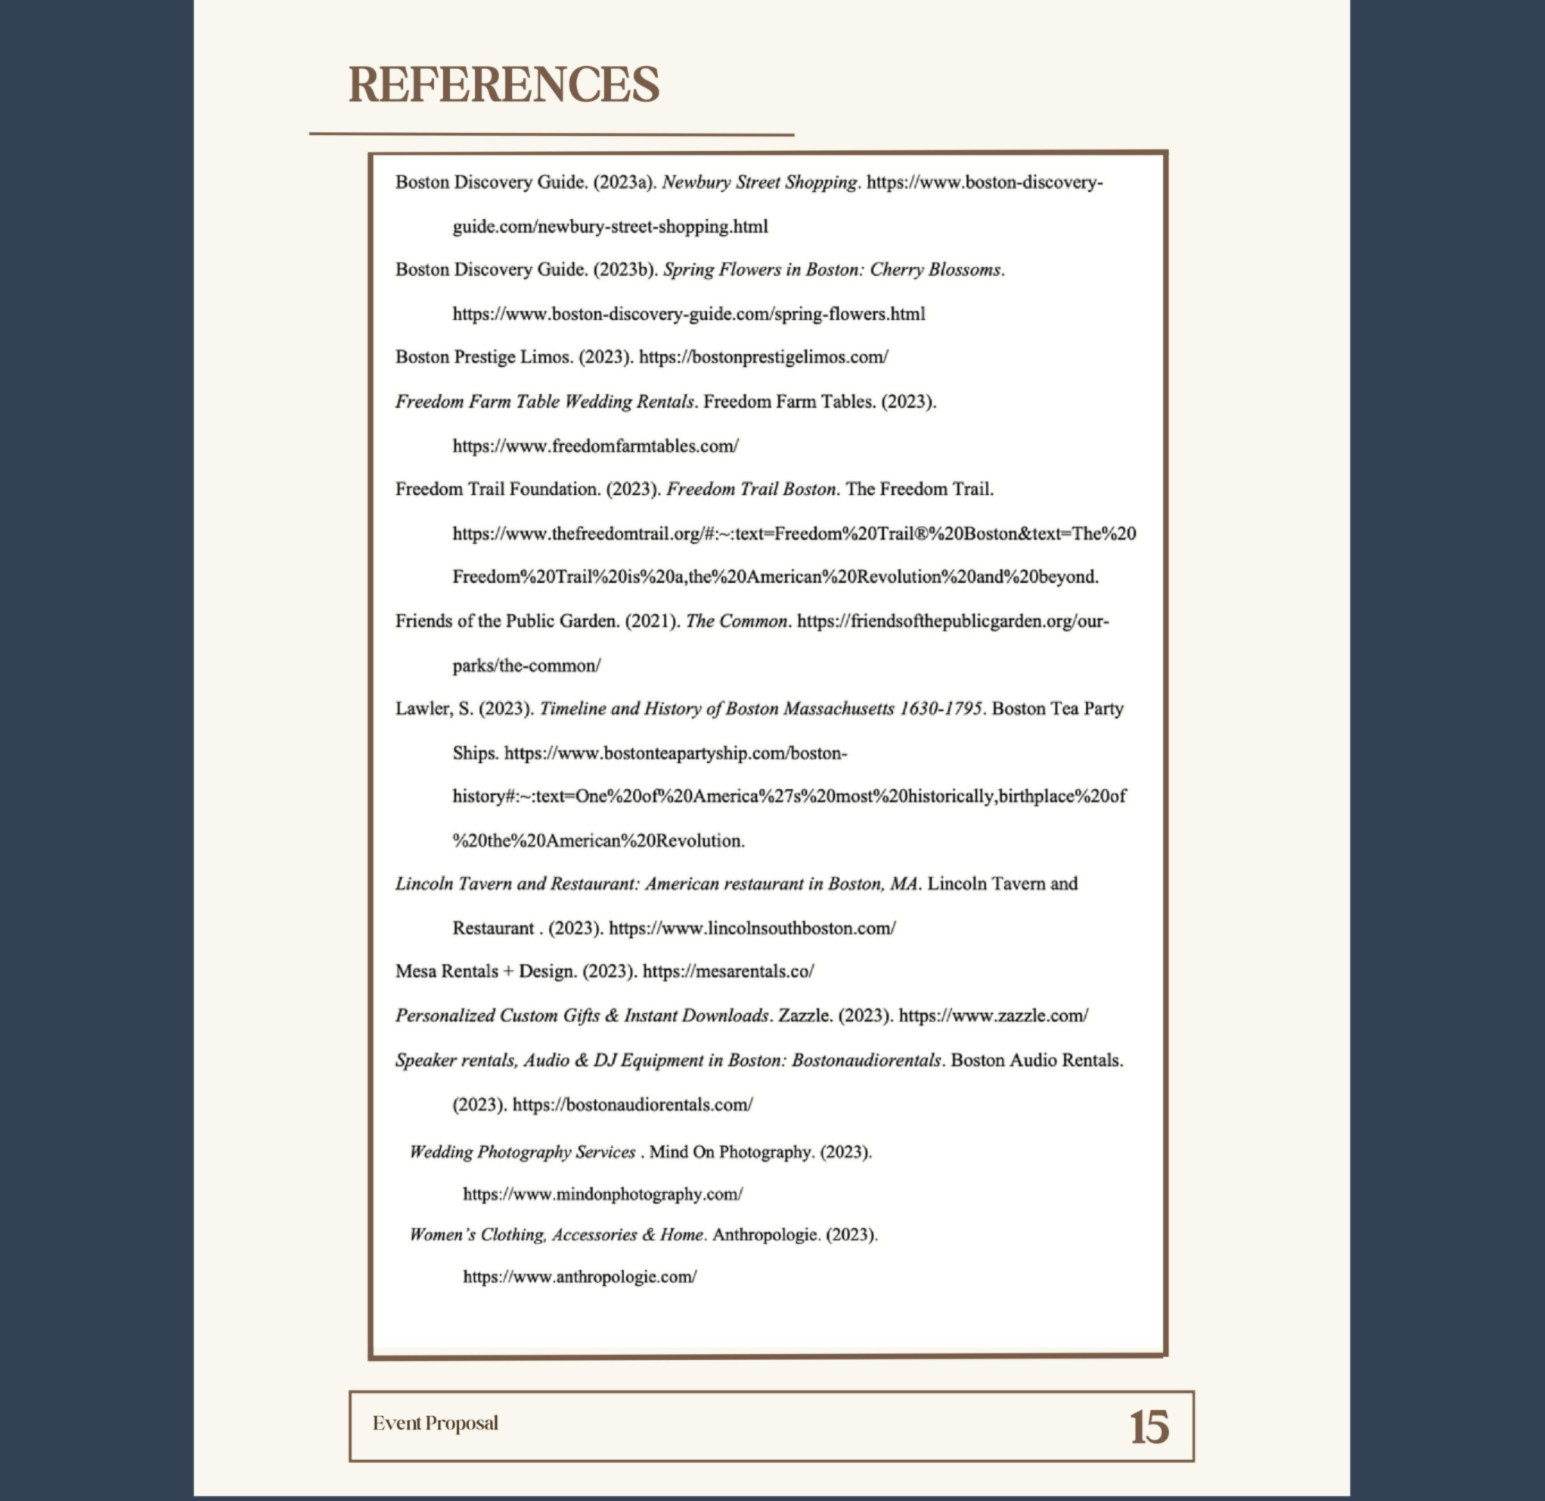 REFERENCES
Boston Discovery Guide. (2023a). Newbury Street Shopping. https://www.boston-discovery-
guide.com/newbury-street-shopping.html
Boston Discovery Guide. (2023b). Spring Flowers in Boston: Cherry Blossoms.
https://www.boston-discovery-guide.com/spring-flowers.html
Boston Prestige Limos. (2023). https://bostonprestigelimos.com/
Freedom Farm Table Wedding Rentals. Freedom Farm Tables. (2023).
https://www.freedomfarmtables.com/
Freedom Trail Foundation. (2023). Freedom Trail Boston. The Freedom Trail.
https://www.thefreedomtrail.org/#:~:text=Freedom%20Trail®%20Boston&text=The%20
Freedom%20Trail%20is%20a,the%20American%20Revolution%20and%20beyond.
Friends of the Public Garden. (2021). The Common. https://friendsofthepublicgarden.org/our-
parks/the-common/
Lawler, S. (2023). Timeline and History of Boston Massachusetts 1630-1795. Boston Tea Party
Ships. https://www.bostonteapartyship.com/boston-
history#:~:text=One%20of%20America%27s%20most%20historically,birthplace%20of
%20the%20American%20Revolution.
Lincoln Tavern and Restaurant: American restaurant in Boston, MA. Lincoln Tavern and
Restaurant . (2023). https://www.lincolnsouthboston.com/
Mesa Rentals + Design. (2023). https://mesarentals.co/
Personalized Custom Gifts & Instant Downloads. Zazzle. (2023). https://www.zazzle.com/
Speaker rentals, Audio & DJ Equipment in Boston: Bostonaudiorentals. Boston Audio Rentals.
(2023). https://bostonaudiorentals.com/
Wedding Photography Services . Mind On Photography. (2023).
https://www.mindonphotography.com/
Women's Clothing, Accessories & Home. Anthropologie. (2023).
https://www.anthropologie.com/
Event Proposal
15